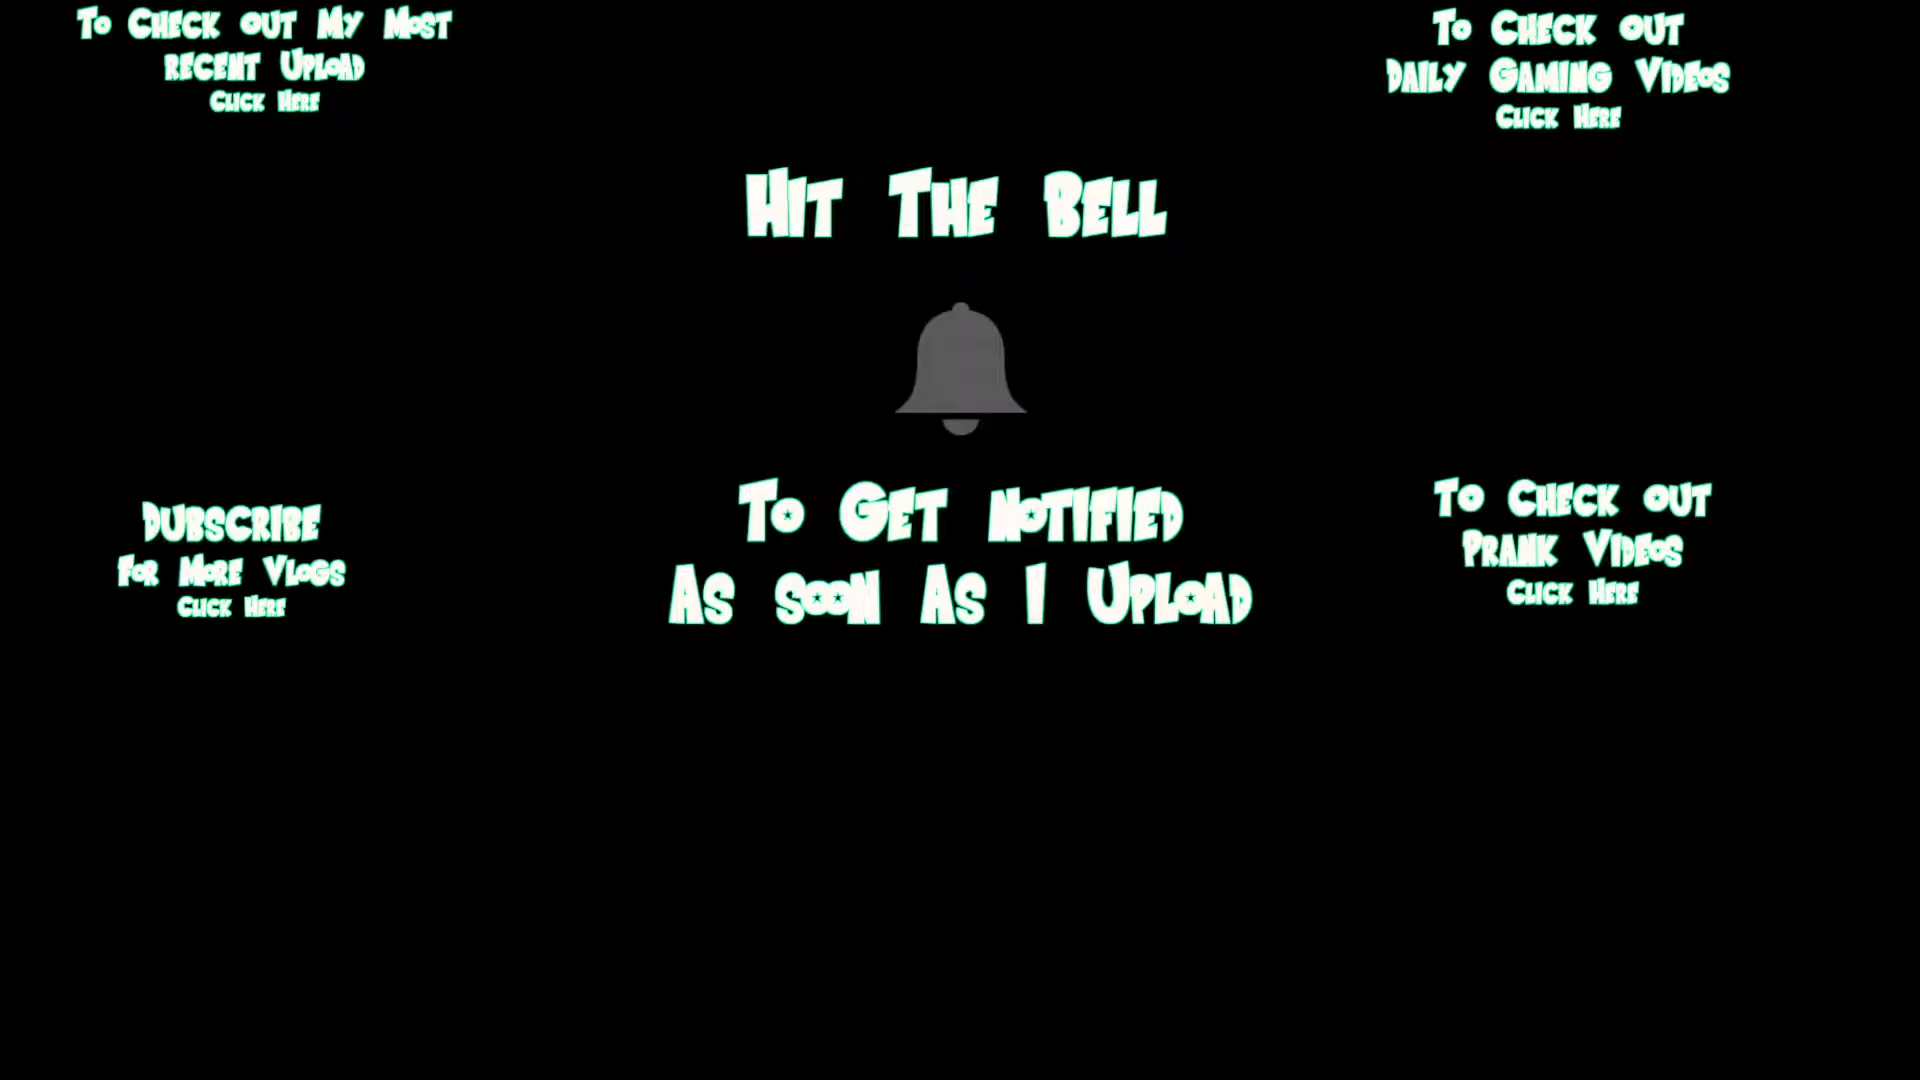 To Check out My Most
recent Upload
Click Here
To Check out
Daily Gaming Videos
Click Here
Hit The Bell
To Get notified
As soon As I Upload
Dubscribe
For More Vlogs
Click Here
To Check out
Prank Videos
Click Here